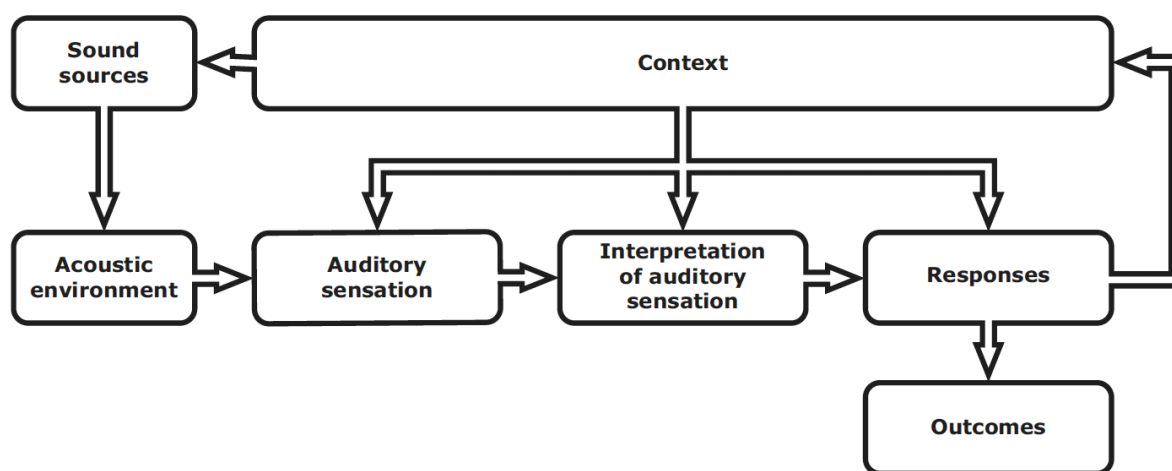 Sound
sources
Context
Acoustic
environment
Auditory
sensation
Interpretation
of auditory
sensation
Responses
Outcomes